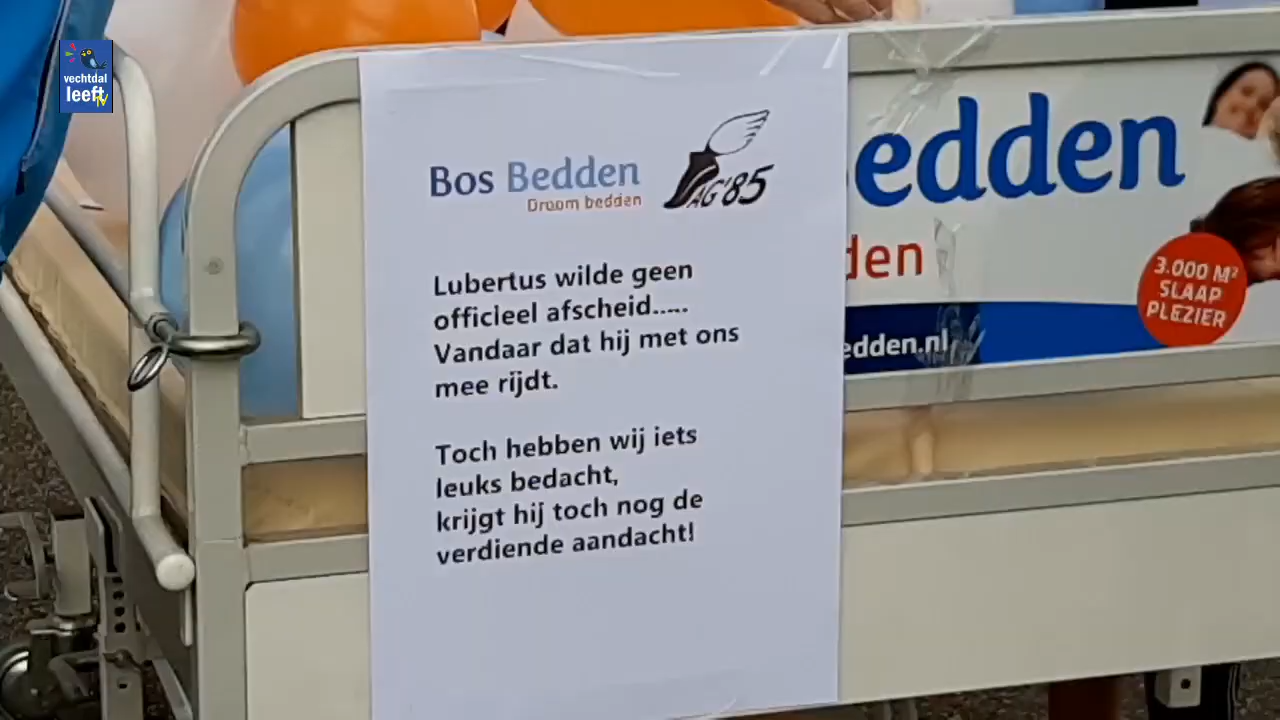 vechtdal
leeft
TV
Bos Bedden
Droom bedden
AG'85
Lubertus wilde geen
officieel afscheid.....
Vandaar dat hij met ons
mee rijdt.
Toch hebben wij iets
leuks bedacht,
krijgt hij toch nog de
verdiende aandacht!
edden
den
3.000 M²
SLAAP
PLEZIER
edden.nl